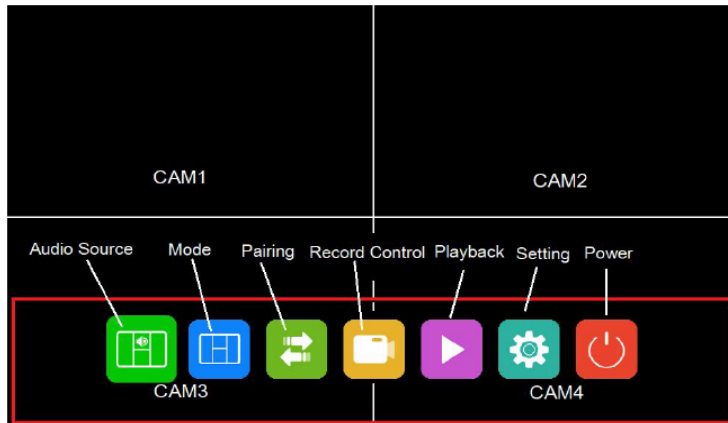 CAM1
CAM2
Audio Source Mode Pairing Record Control Playback Setting Power
CAM3
CAM4